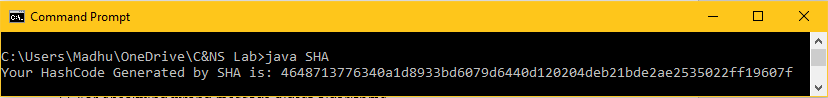 Command Prompt
C:\Users\Madhu\OneDrive\C&NS Lab>java SHA
Your HashCode Generated by SHA is: 4648713776340a1d8933bd6079d6440d120204deb21bde2ae2535022ff19607f